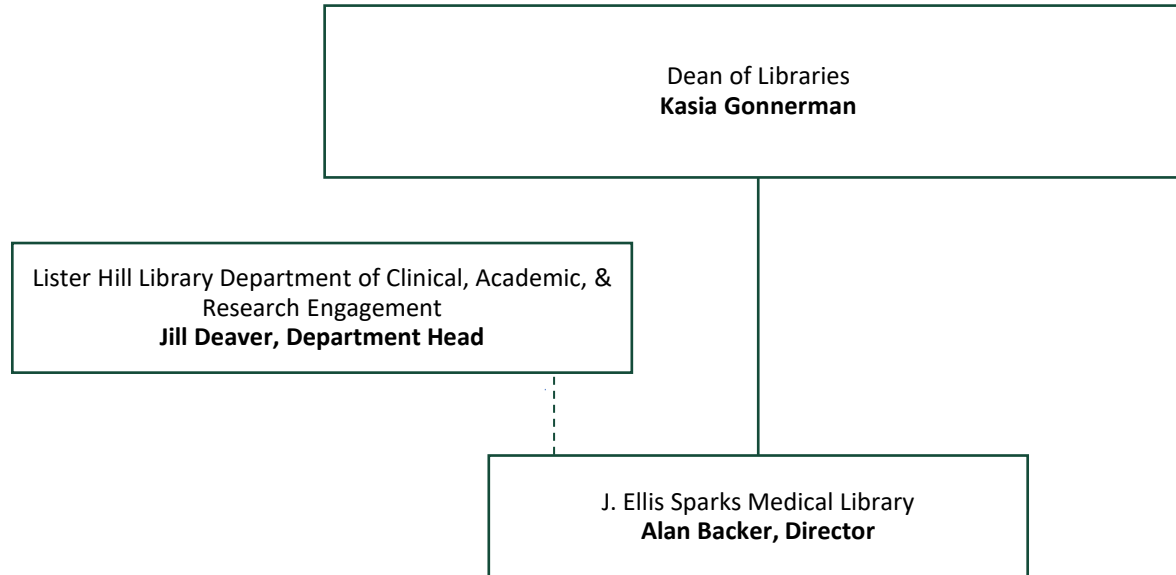 Dean of Libraries
Kasia Gonnerman
Lister Hill Library Department of Clinical, Academic, &
Research Engagement
Jill Deaver, Department Head
J. Ellis Sparks Medical Library
Alan Backer, Director